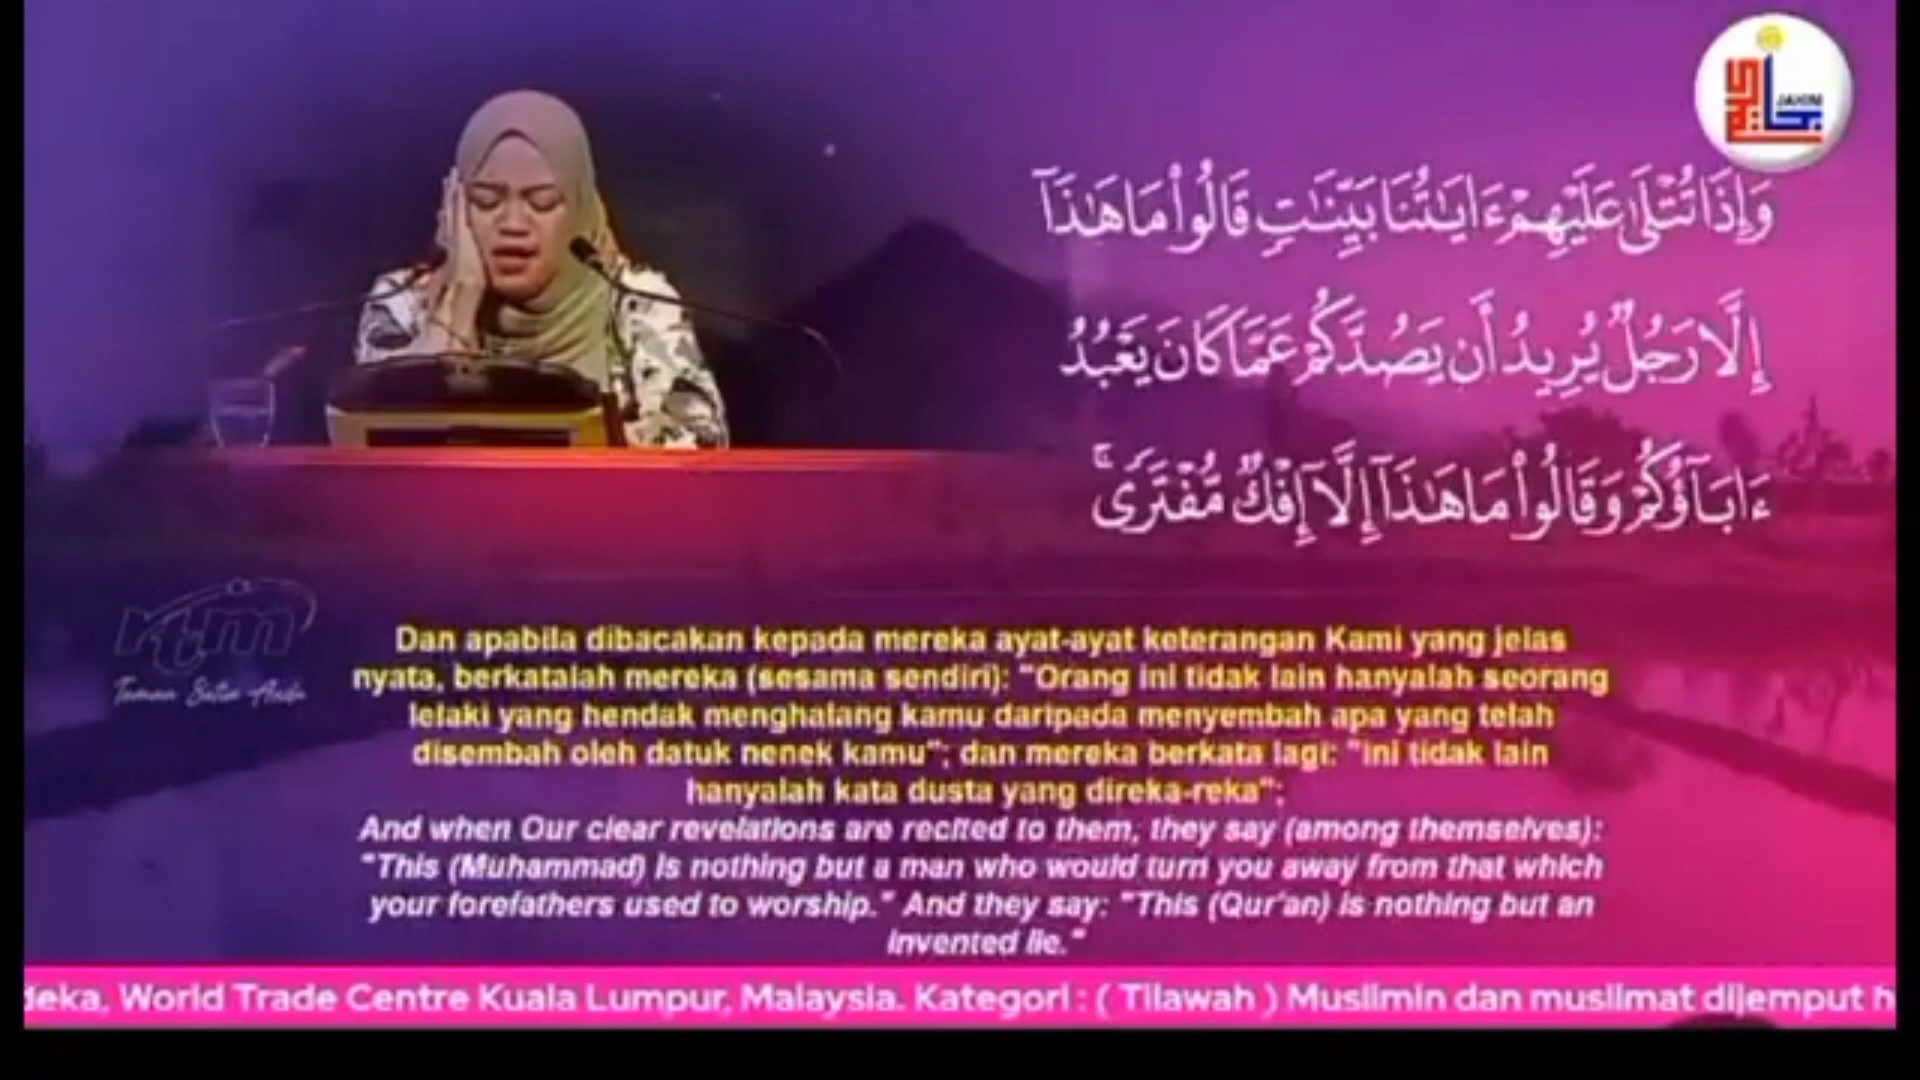 جاكيم
JAKIM
وَإِذَا تُتْلَىٰ عَلَيْهِمْ ءَايَـٰتُنَا بَيِّنَـٰتٍ قَالُوا۟ مَا هَـٰذَآ
إِلَّا رَجُلٌ يُرِيدُ أَن يَصُدَّكُمْ عَمَّا كَانَ يَعْبُدُ
ءَابَآؤُكُمْ وَقَالُوا۟ مَا هَـٰذَآ إِلَّآ إِفْكٌ مُّفْتَرًى ۚ
rtm
Teman Setia Anda
Dan apabila dibacakan kepada mereka ayat-ayat keterangan Kami yang jelas
nyata, berkatalah mereka (sesama sendiri): "Orang ini tidak lain hanyalah seorang
lelaki yang hendak menghalang kamu daripada menyembah apa yang telah
disembah oleh datuk nenek kamu"; dan mereka berkata lagi: "Ini tidak lain
hanyalah kata dusta yang direka-reka";
And when Our clear revelations are recited to them, they say (among themselves):
"This (Muhammad) is nothing but a man who would turn you away from that which
your forefathers used to worship." And they say: "This (Qur'an) is nothing but an
invented lie."
deka, World Trade Centre Kuala Lumpur, Malaysia. Kategori : ( Tilawah ) Muslimin dan muslimat dijemput h